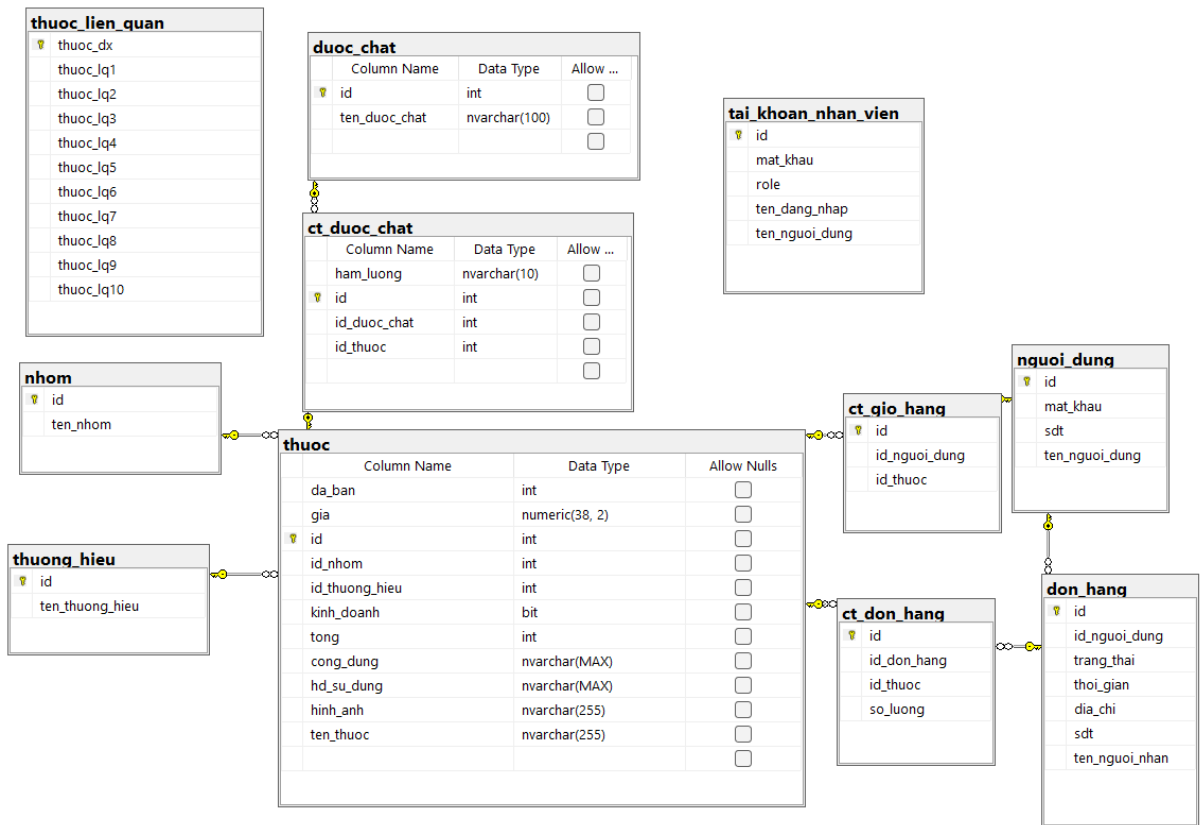 thuoc_lien_quan
thuoc_dx
thuoc_lq1
thuoc_lq2
thuoc_lq3
thuoc_lq4
thuoc_lq5
thuoc_lq6
thuoc_lq7
thuoc_lq8
thuoc_lq9
thuoc_lq10
duoc_chat
Column Name Data Type Allow ...
id int
ten_duoc_chat nvarchar(100)
tai_khoan_nhan_vien
id
mat_khau
role
ten_dang_nhap
ten_nguoi_dung
ct_duoc_chat
Column Name Data Type Allow ...
ham_luong nvarchar(10)
id int
id_duoc_chat int
id_thuoc int
nhom
id
ten_nhom
thuong_hieu
id
ten_thuong_hieu
thuoc
Column Name Data Type Allow Nulls
da_ban int
gia numeric(38, 2)
id int
id_nhom int
id_thuong_hieu int
kinh_doanh bit
tong int
cong_dung nvarchar(MAX)
hd_su_dung nvarchar(MAX)
hinh_anh nvarchar(255)
ten_thuoc nvarchar(255)
ct_gio_hang
id
id_nguoi_dung
id_thuoc
nguoi_dung
id
mat_khau
sdt
ten_nguoi_dung
ct_don_hang
id
id_don_hang
id_thuoc
so_luong
don_hang
id
id_nguoi_dung
trang_thai
thoi_gian
dia_chi
sdt
ten_nguoi_nhan